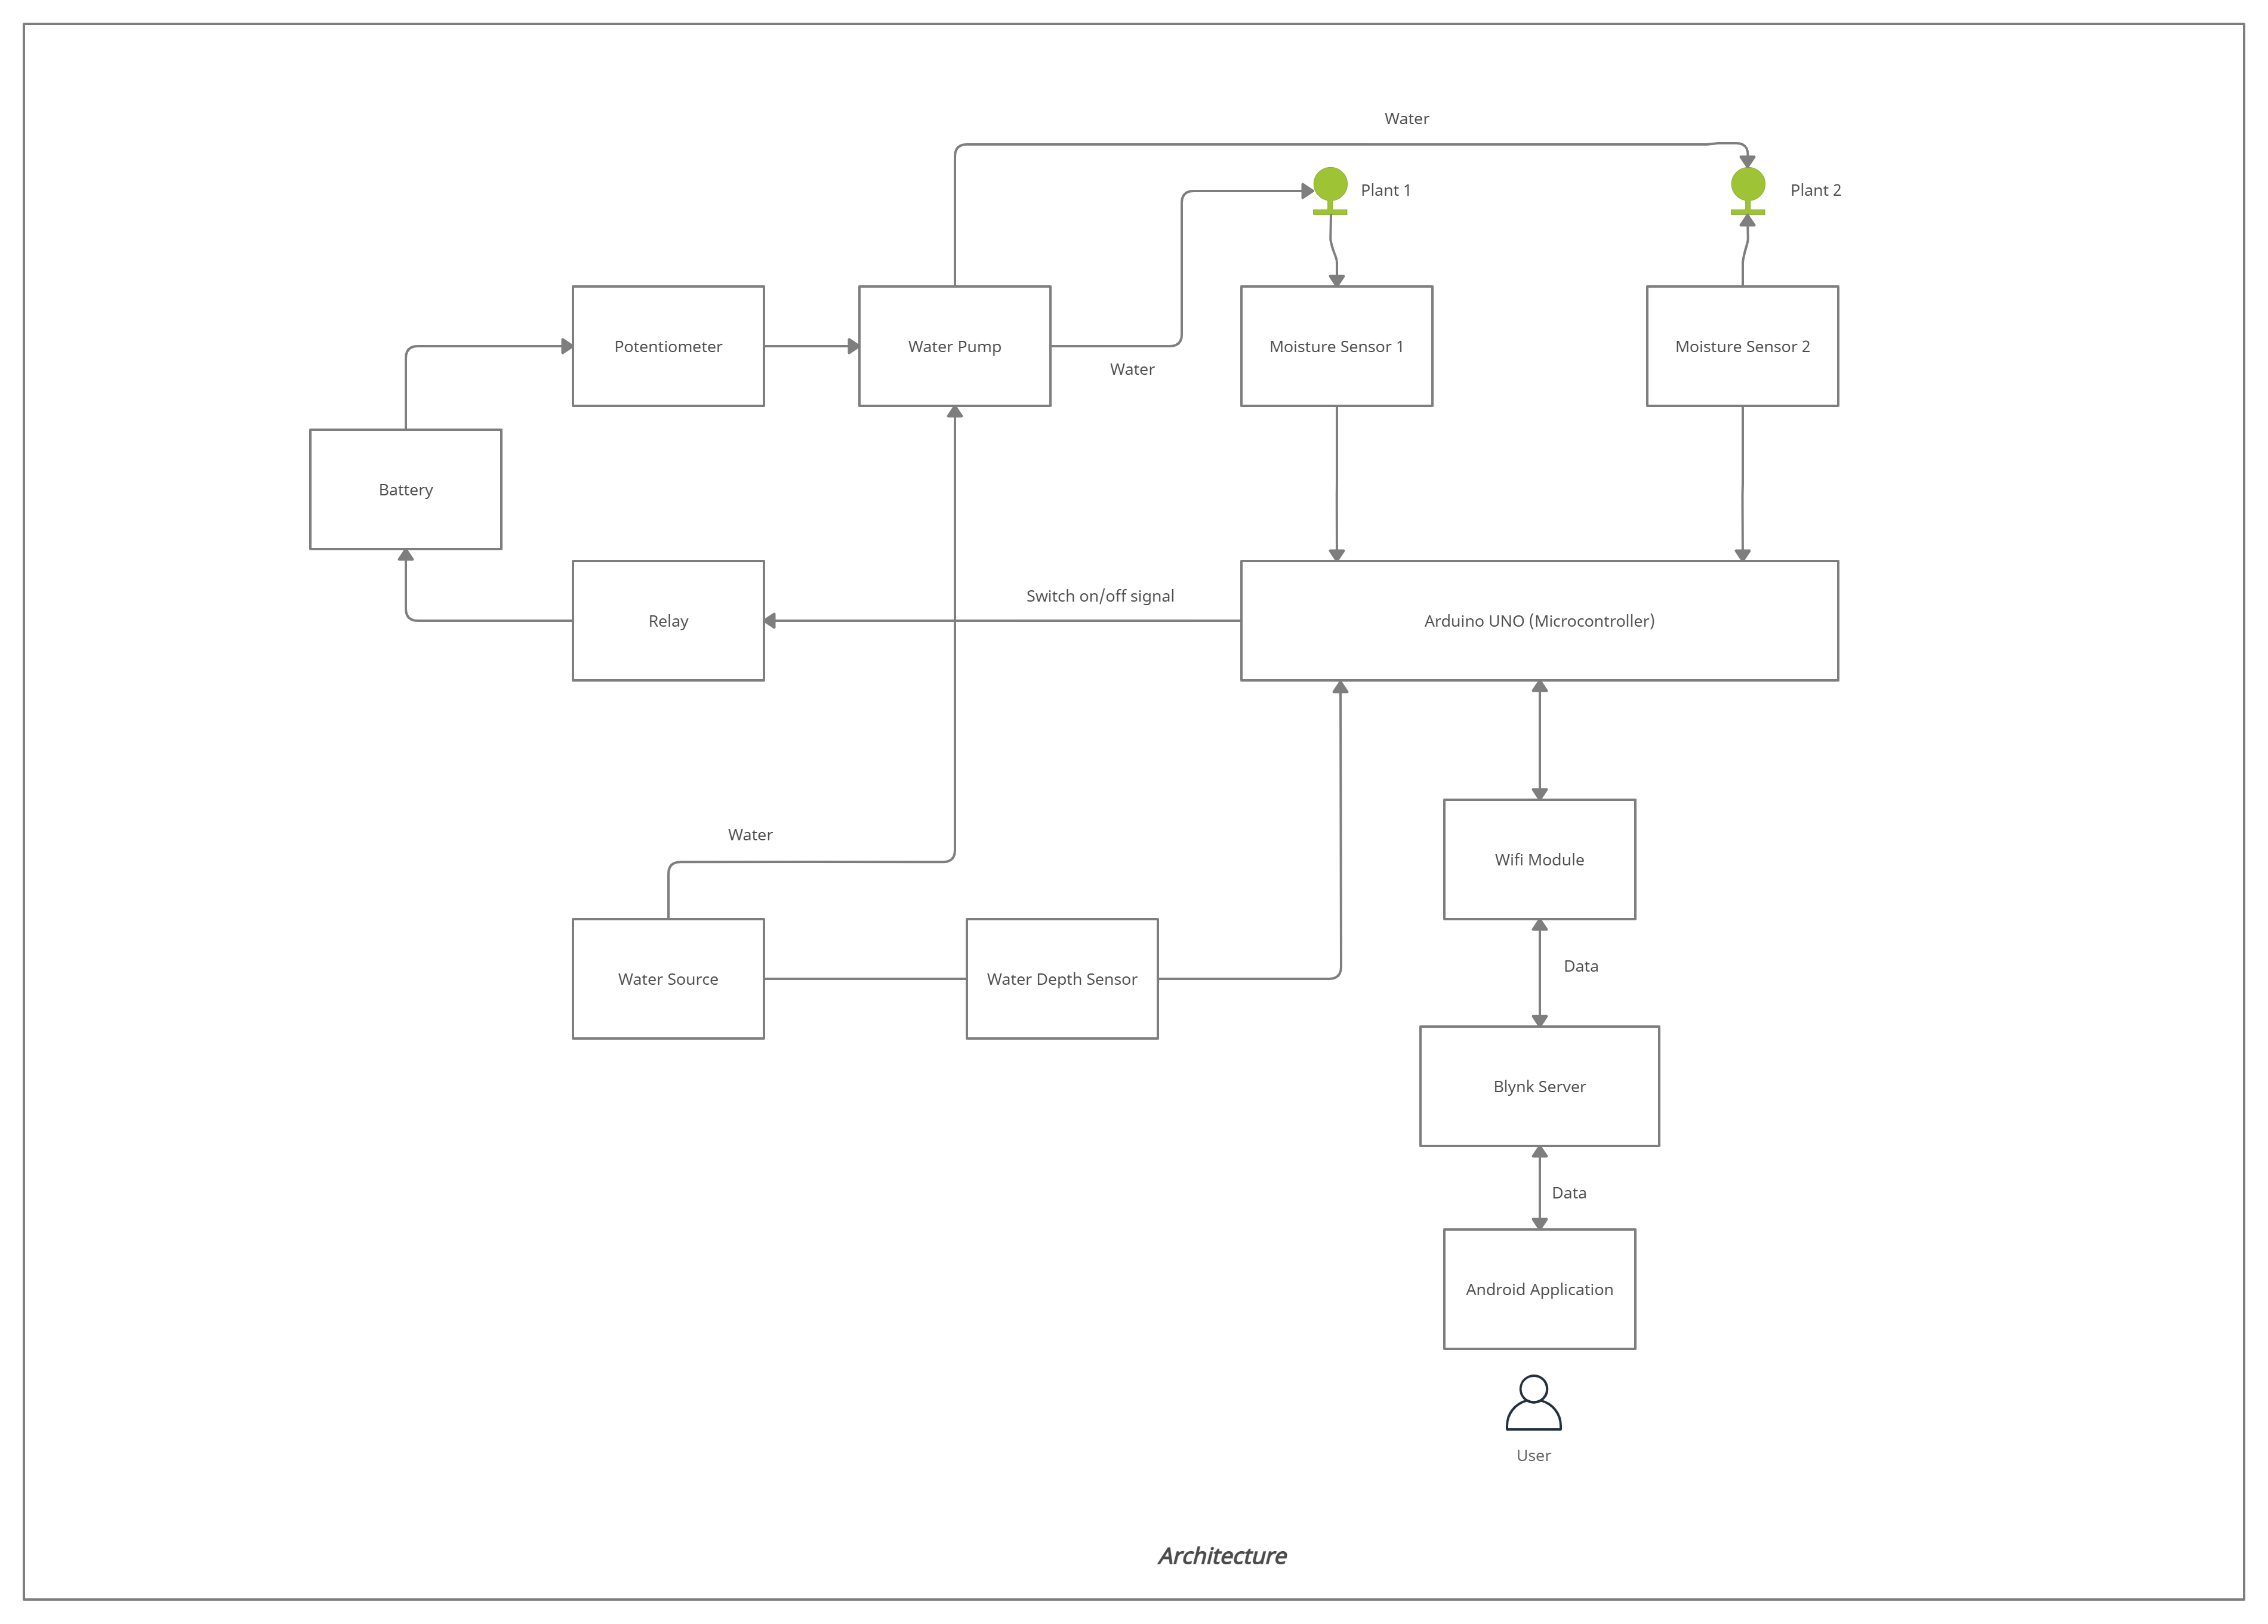 Water
Plant 1
Plant 2
Potentiometer
Water Pump
Moisture Sensor 1
Moisture Sensor 2
Water
Battery
Switch on/off signal
Relay
Arduino UNO (Microcontroller)
Water
Wifi Module
Water Source
Water Depth Sensor
Data
Blynk Server
Data
Android Application
User
Architecture